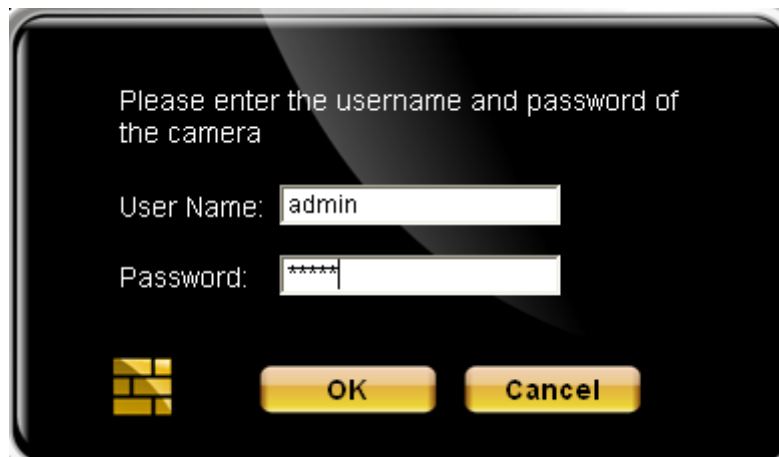 Please enter the username and password of
the camera
User Name: admin
Password: *****
OK Cancel